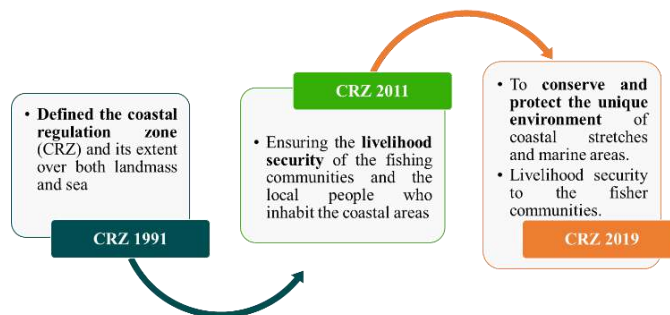 • Defined the coastal
regulation zone
(CRZ) and its extent
over both landmass
and sea
CRZ 1991
CRZ 2011
• Ensuring the livelihood
security of the fishing
communities and the
local people who
inhabit the coastal areas
• To conserve and
protect the unique
environment of
coastal stretches
and marine areas.
• Livelihood security
to the fisher
communities.
CRZ 2019